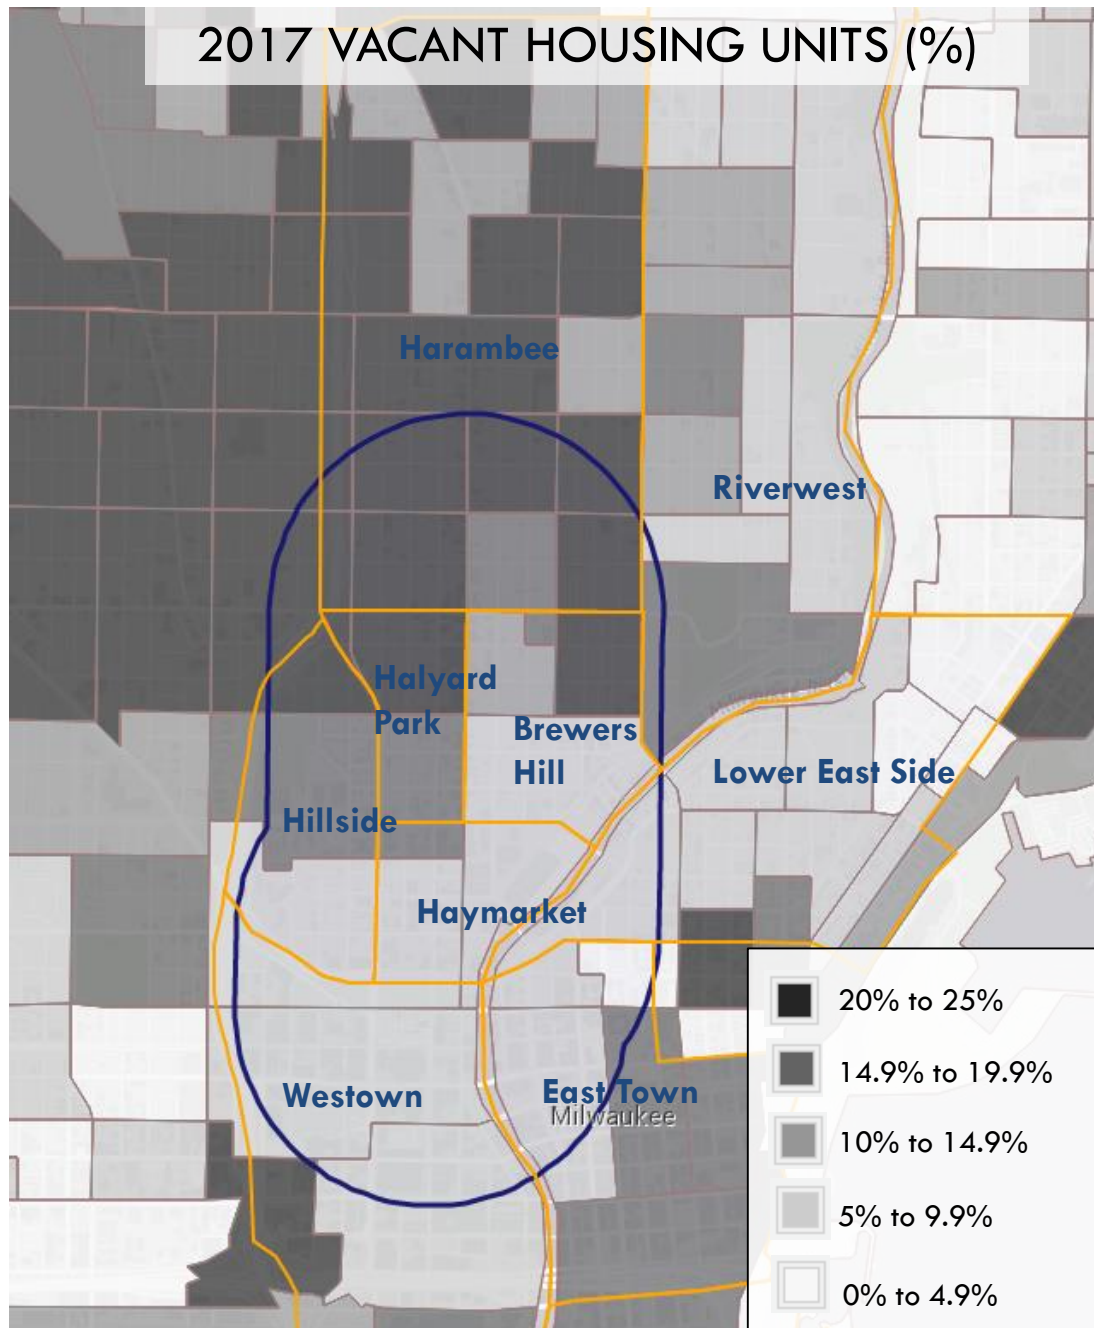 2017 VACANT HOUSING UNITS (%)
Harambee
Riverwest
Halyard
Park
Brewers
Hill
Lower East Side
Hillside
Haymarket
Westown
East Town
Milwaukee
20% to 25%
14.9% to 19.9%
10% to 14.9%
5% to 9.9%
0% to 4.9%